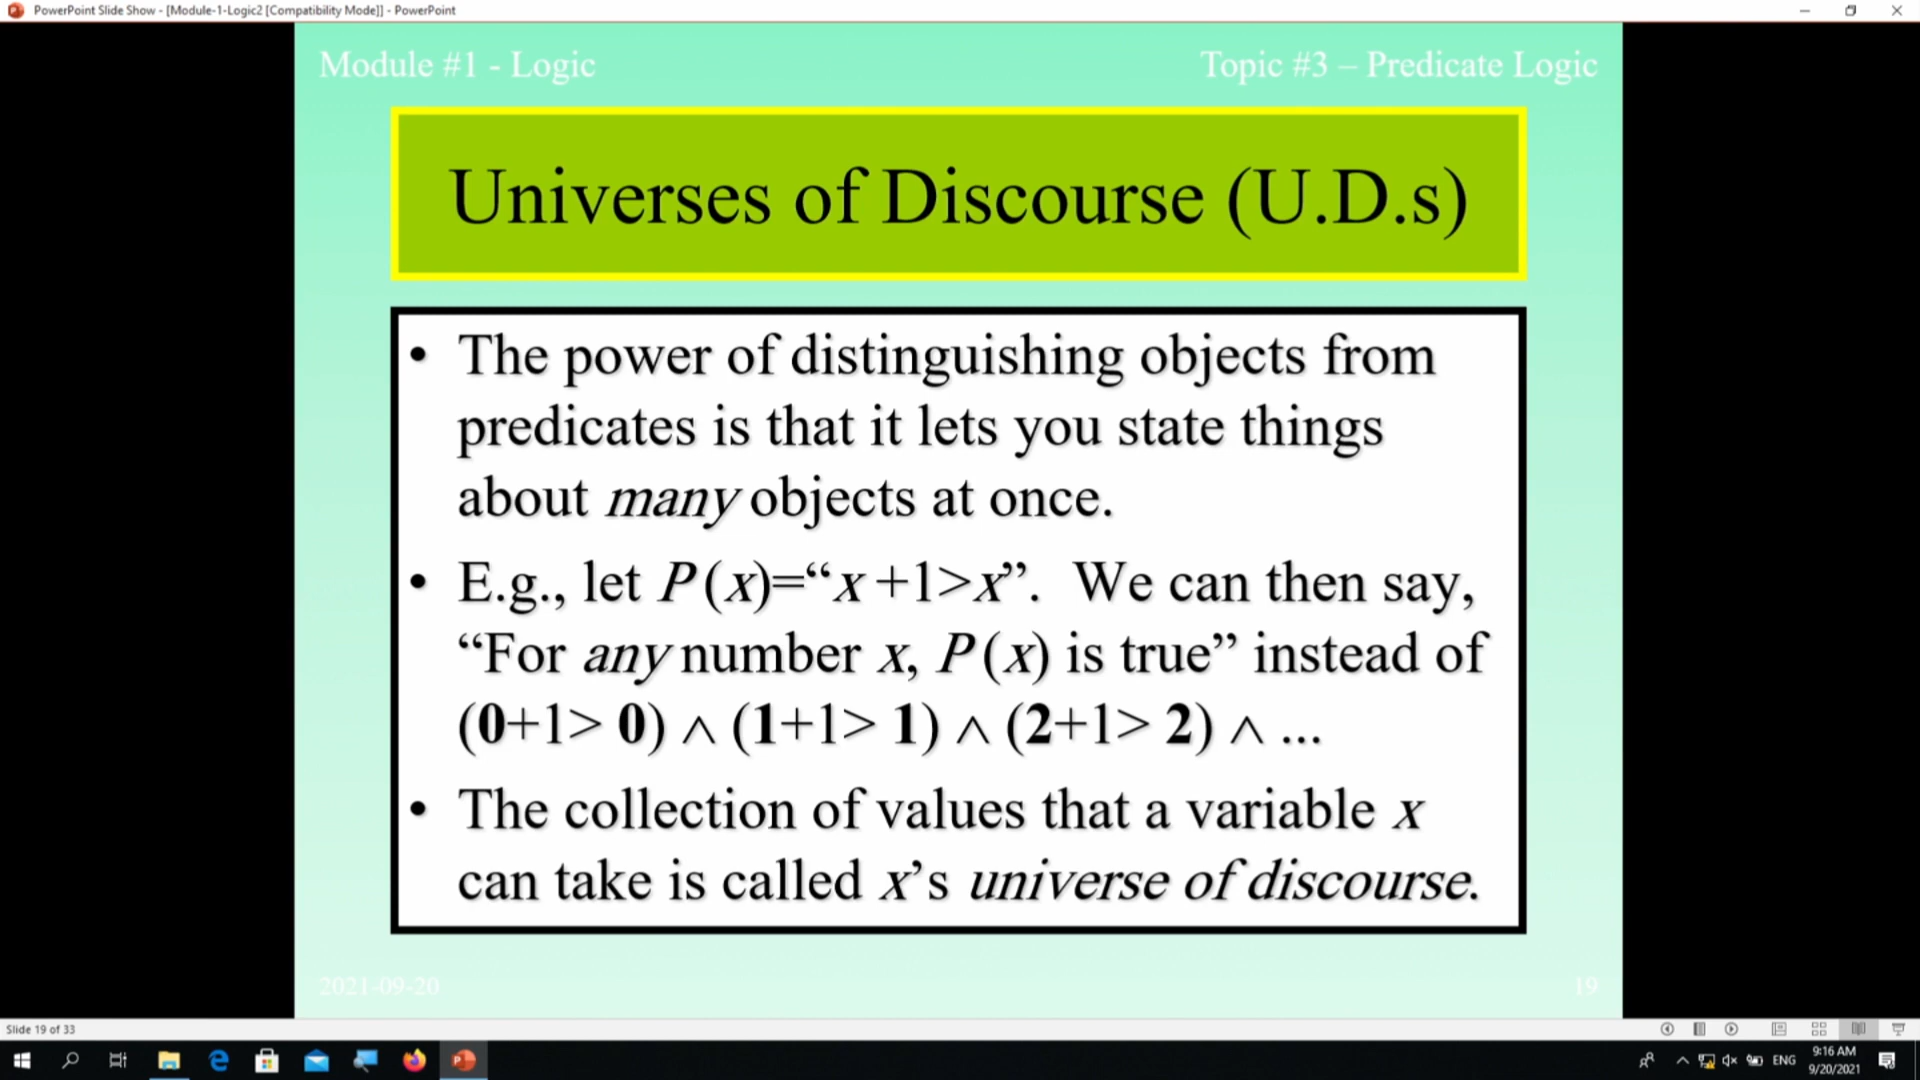 PowerPoint Slide Show - [Module-1-Logic2 [Compatibility Mode]] - PowerPoint
Module #1 - Logic
Topic #3 – Predicate Logic
Universes of Discourse (U.D.s)
• The power of distinguishing objects from
predicates is that it lets you state things
about many objects at once.
• E.g., let P(x)=“x+1>x”. We can then say,
“For any number x, P(x) is true” instead of
(0+1> 0) ∧ (1+1> 1) ∧ (2+1> 2) ∧ ...
• The collection of values that a variable x
can take is called x’s universe of discourse.
2021-09-20
19
Slide 19 of 33
ENG
9:16 AM
9/20/2021